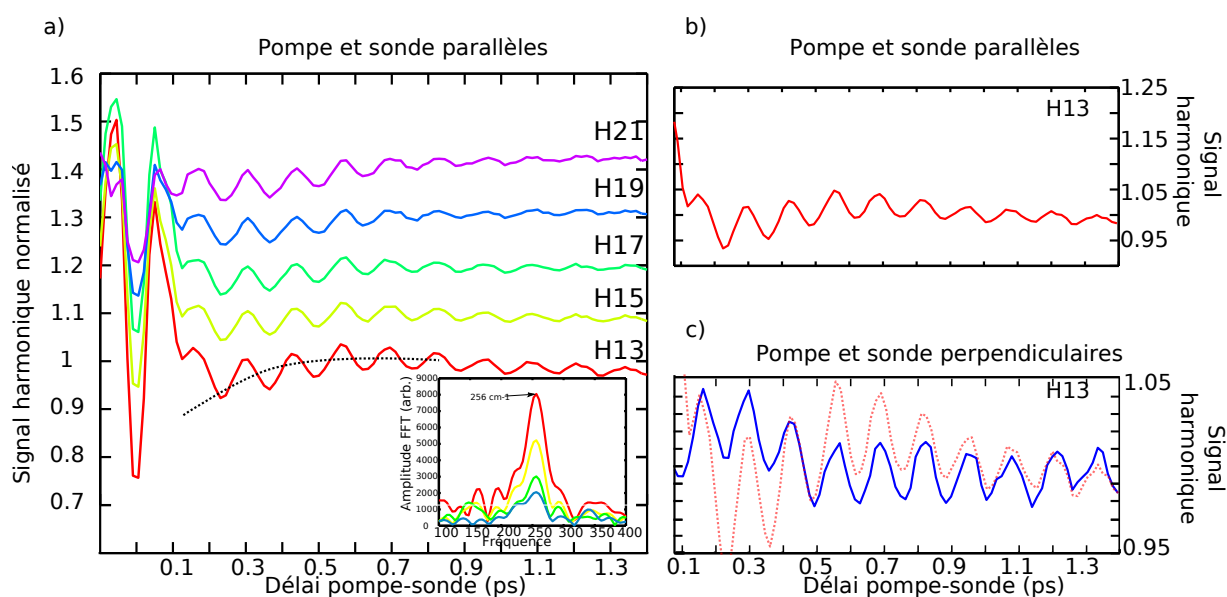 a)
Pompe et sonde parallèles
Signal harmonique normalisé
1.6
1.5
1.4
1.3
1.2
1.1
1
0.9
0.8
0.7
H21
H19
H17
H15
H13
0.1 0.3 0.5 0.7 0.9 1.1 1.3
Délai pompe-sonde (ps)
Amplitude FFT (arb.)
9000
8000
7000
6000
5000
4000
3000
2000
1000
0
256 cm-1
100 150 200 250 300 350 400
Fréquence
b)
Pompe et sonde parallèles
H13
1.25
1.15
1.05
0.95
Signal
harmonique
c)
Pompe et sonde perpendiculaires
H13
1.05
0.95
Signal
harmonique
0.1 0.3 0.5 0.7 0.9 1.1 1.3
Délai pompe-sonde (ps)